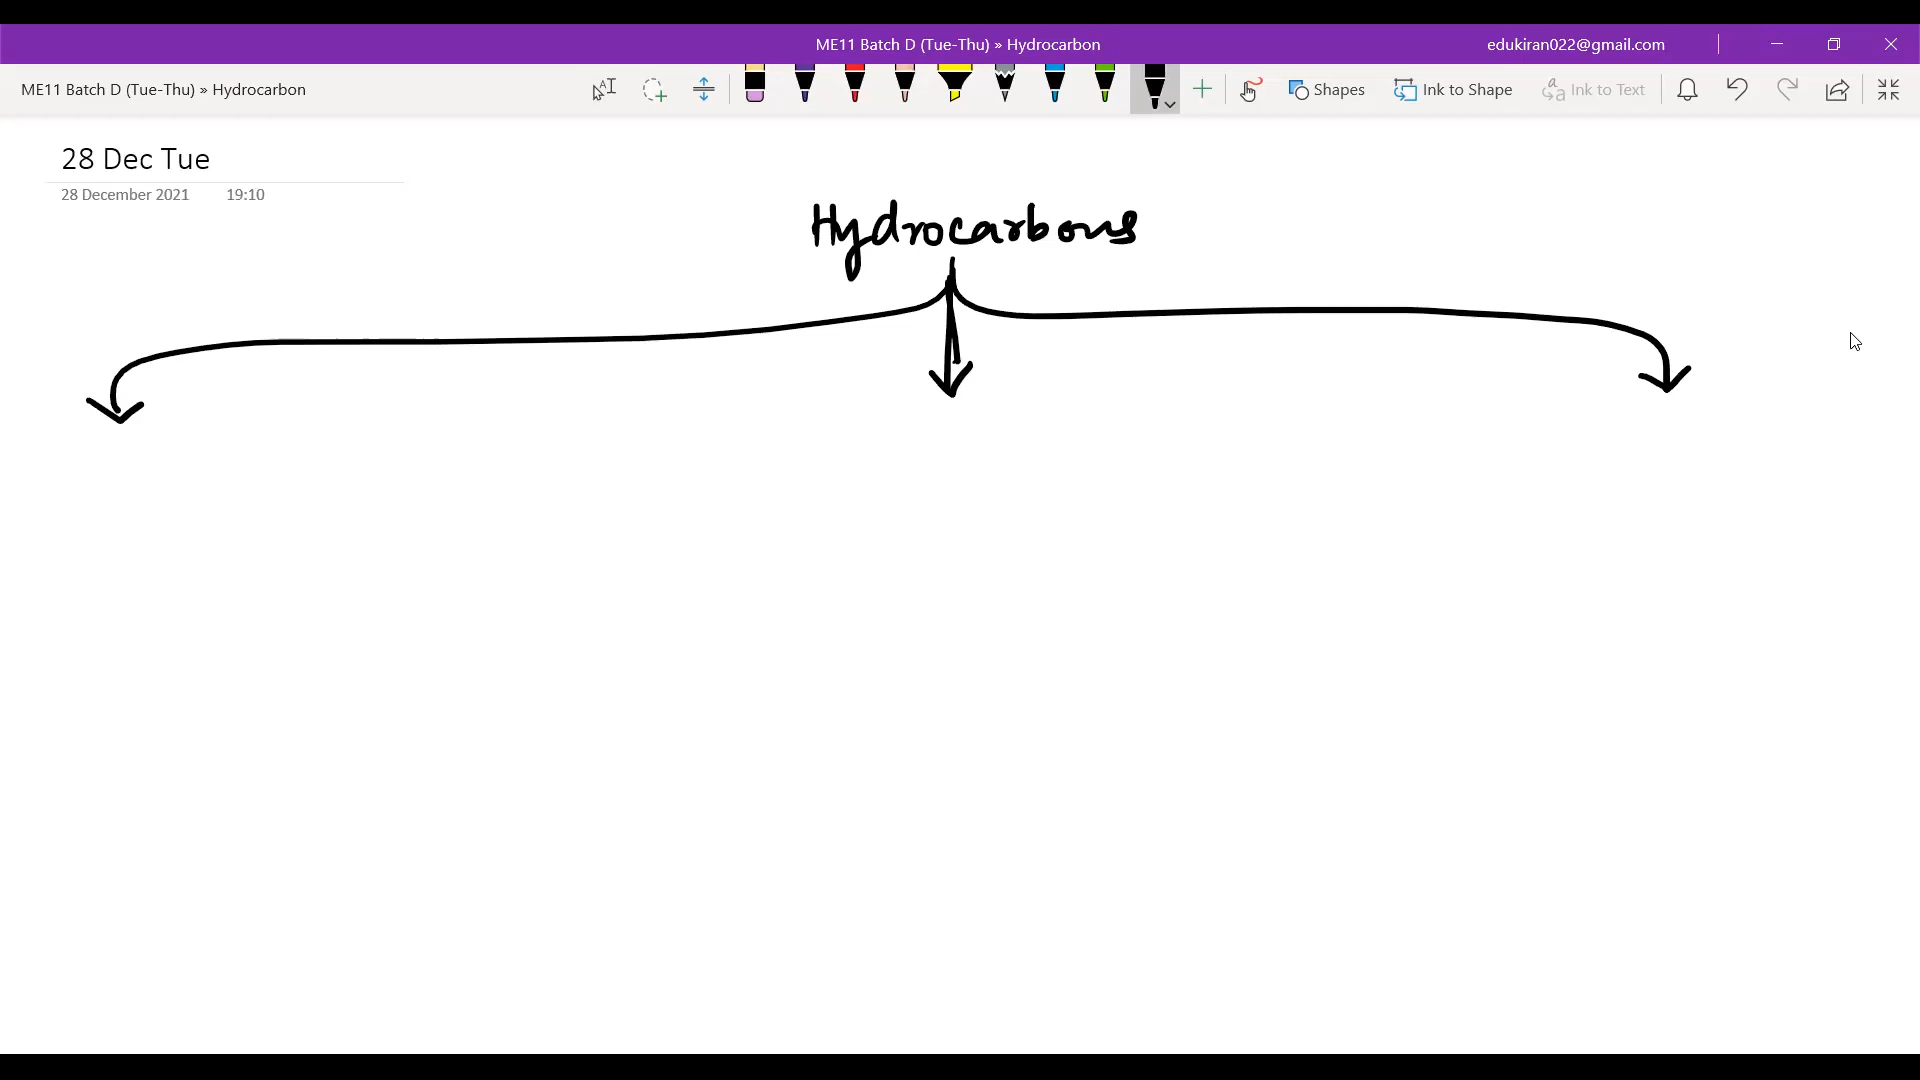 ME11 Batch D (Tue-Thu) » Hydrocarbon
edukiran022@gmail.com
ME11 Batch D (Tue-Thu) » Hydrocarbon
Shapes
Ink to Shape
Ink to Text
28 Dec Tue
28 December 2021 19:10
Hydrocarbons